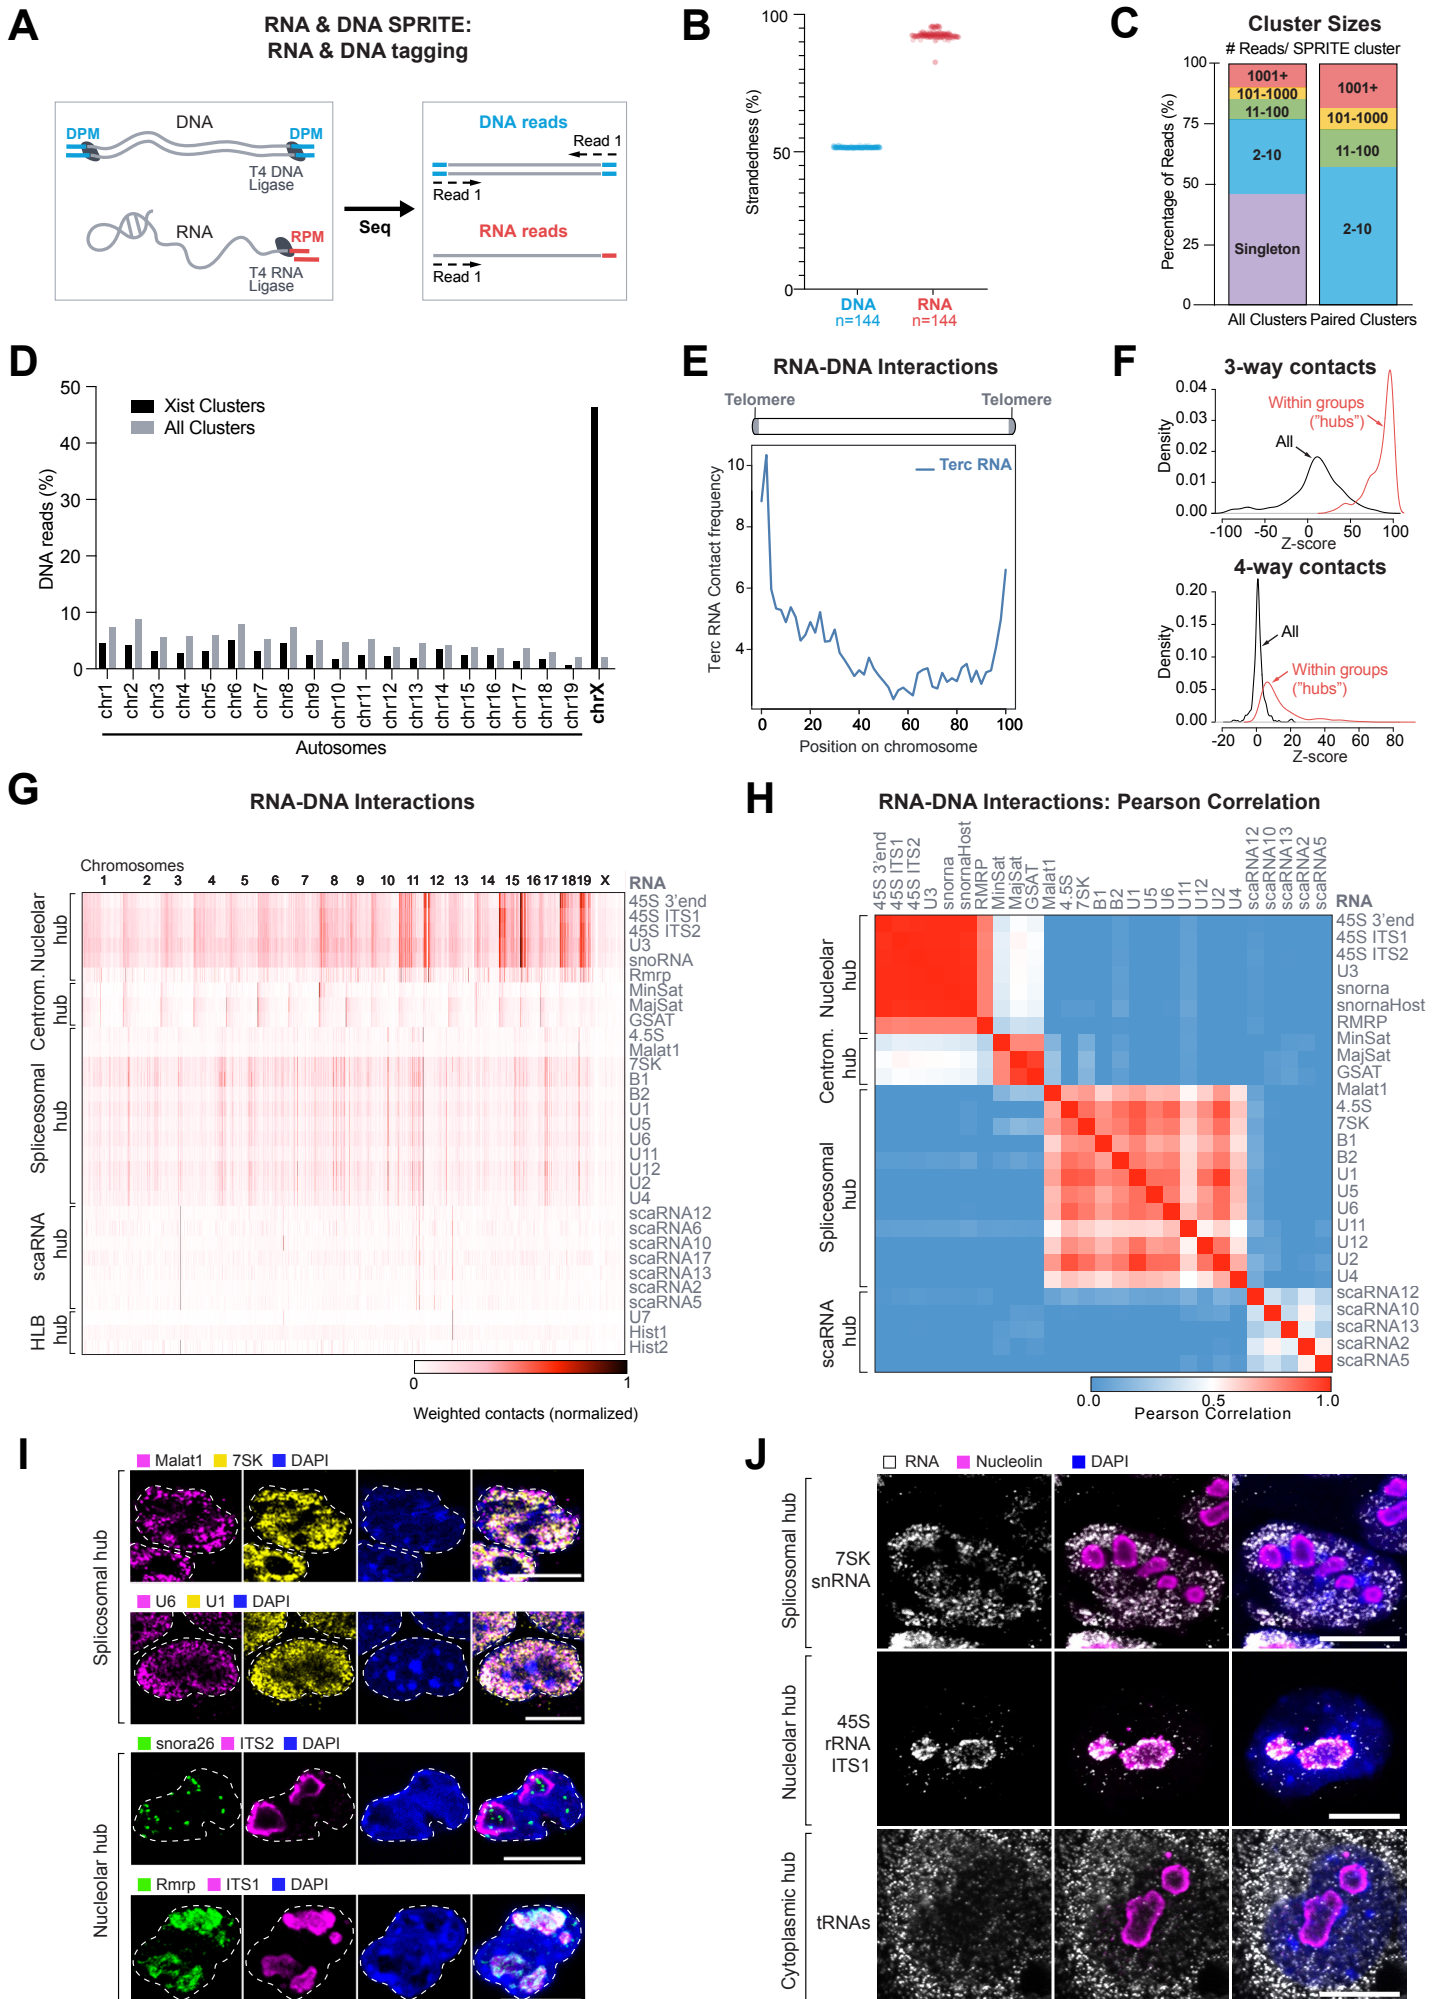 A
RNA & DNA SPRITE:
RNA & DNA tagging
DPM
DNA
DPM
T4 DNA
Ligase
RNA
RPM
T4 RNA
Ligase
Seq
DNA reads
Read 1
Read 1
RNA reads
Read 1
B
Strandedness (%)
100
50
0
DNA
n=144
RNA
n=144
C
Cluster Sizes
# Reads/ SPRITE cluster
Percentage of Reads (%)
100
75
50
25
0
1001+
101-1000
11-100
2-10
Singleton
1001+
101-1000
11-100
2-10
All Clusters Paired Clusters
D
DNA reads (%)
50
40
30
20
10
0
Xist Clusters
All Clusters
chr1
chr2
chr3
chr4
chr5
chr6
chr7
chr8
chr9
chr10
chr11
chr12
chr13
chr14
chr15
chr16
chr17
chr18
chr19
chrX
Autosomes
E
RNA-DNA Interactions
Telomere
Telomere
Terc RNA
Terc RNA Contact frequency
10
8
6
4
0 20 40 60 80 100
Position on chromosome
F
3-way contacts
Density
0.04
0.03
0.02
0.01
0.00
Within groups
("hubs")
All
-100 -50 0 50 100
Z-score
4-way contacts
Density
0.20
0.15
0.10
0.05
0.00
All
Within groups
("hubs")
-20 0 20 40 60 80
Z-score
G
RNA-DNA Interactions
Chromosomes
1 2 3 4 5 6 7 8 9 10 11 12 13 14 15 16 17 18 19 X
RNA
Nucleolar
hub
Centrom.
hub
Spliceosomal
hub
scaRNA
hub
HLB
hub
45S 3'end
45S ITS1
45S ITS2
U3
snoRNA
Rmrp
MinSat
MajSat
GSAT
4.5S
Malat1
7SK
B1
B2
U1
U5
U6
U11
U12
U2
U4
scaRNA12
scaRNA6
scaRNA10
scaRNA17
scaRNA13
scaRNA2
scaRNA5
U7
Hist1
Hist2
0 1
Weighted contacts (normalized)
H
RNA-DNA Interactions: Pearson Correlation
45S 3'end
45S ITS1
45S ITS2
U3
snorna
snornaHost
RMRP
MinSat
MajSat
GSAT
Malat1
4.5S
7SK
B1
B2
U1
U5
U6
U11
U12
U2
U4
scaRNA12
scaRNA10
scaRNA13
scaRNA2
scaRNA5
RNA
Nucleolar
hub
Centrom.
hub
Spliceosomal
hub
scaRNA
hub
45S 3'end
45S ITS1
45S ITS2
U3
snorna
snornaHost
RMRP
MinSat
MajSat
GSAT
Malat1
4.5S
7SK
B1
B2
U1
U5
U6
U11
U12
U2
U4
scaRNA12
scaRNA10
scaRNA13
scaRNA2
scaRNA5
0.0 0.5 1.0
Pearson Correlation
I
Splicosomal hub
Malat1 7SK DAPI
U6 U1 DAPI
Nucleolar hub
snora26 ITS2 DAPI
Rmrp ITS1 DAPI
J
RNA Nucleolin DAPI
Splicosomal hub
7SK
snRNA
Nucleolar hub
45S
rRNA
ITS1
Cytoplasmic hub
tRNAs